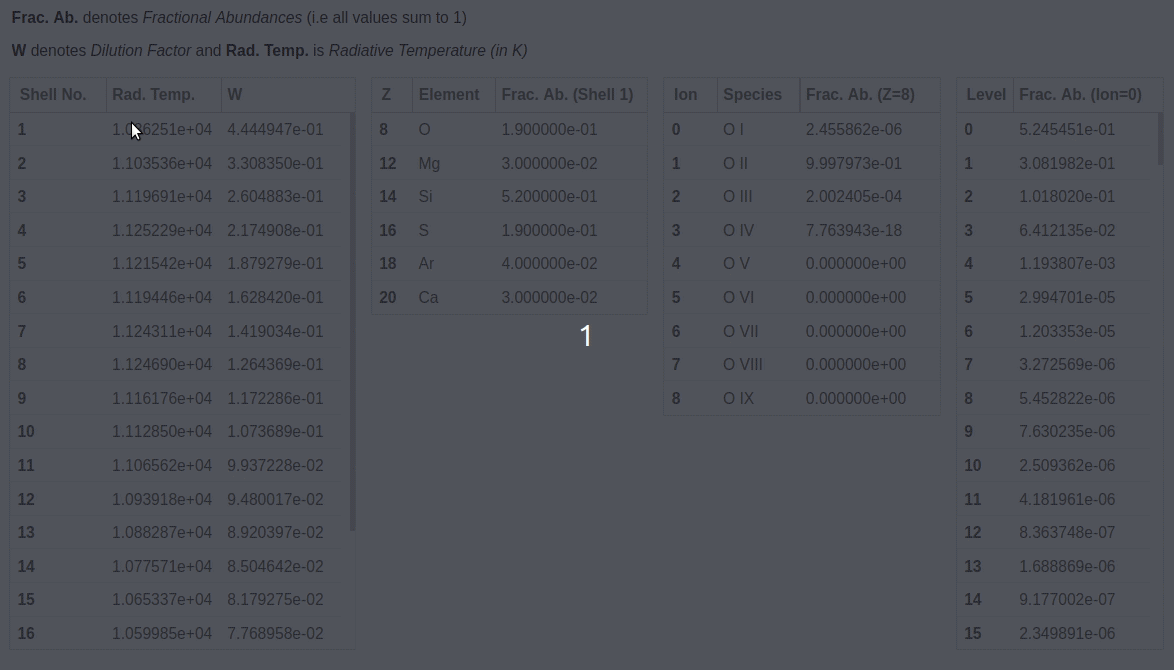 Frac. Ab. denotes Fractional Abundances (i.e all values sum to 1)
W denotes Dilution Factor and Rad. Temp. is Radiative Temperature (in K)
Shell No. Rad. Temp. W
1 4.444947e-01
2 1.103536e+04 3.308350e-01
3 1.119691e+04 2.604883e-01
4 1.125229e+04 2.174908e-01
5 1.121542e+04 1.879279e-01
6 1.119446e+04 1.628420e-01
7 1.124311e+04 1.419034e-01
8 1.124690e+04 1.264369e-01
9 1.116176e+04 1.172286e-01
10 1.112850e+04 1.073689e-01
11 1.106562e+04 9.937228e-02
12 1.093918e+04 9.480017e-02
13 1.088287e+04 8.920397e-02
14 1.077571e+04 8.504642e-02
15 1.065337e+04 8.179275e-02
16 1.059985e+04 7.768958e-02
Z Element Frac. Ab. (Shell 1)
8 O 1.900000e-01
12 Mg 3.000000e-02
14 Si 5.200000e-01
16 S 1.900000e-01
18 Ar 4.000000e-02
20 Ca 3.000000e-02
1
Ion Species Frac. Ab. (Z=8)
0 O I 2.455862e-06
1 O II 9.997973e-01
2 O III 2.002405e-04
3 O IV 7.763943e-18
4 O V 0.000000e+00
5 O VI 0.000000e+00
6 O VII 0.000000e+00
7 O VIII 0.000000e+00
8 O IX 0.000000e+00
Level Frac. Ab. (Ion=0)
0 5.245451e-01
1 3.081982e-01
2 1.018020e-01
3 6.412135e-02
4 1.193807e-03
5 2.994701e-05
6 1.203353e-05
7 3.272569e-06
8 5.452822e-06
9 7.630235e-06
10 2.509362e-06
11 4.181961e-06
12 8.363748e-07
13 1.688869e-06
14 9.177002e-07
15 2.349891e-06